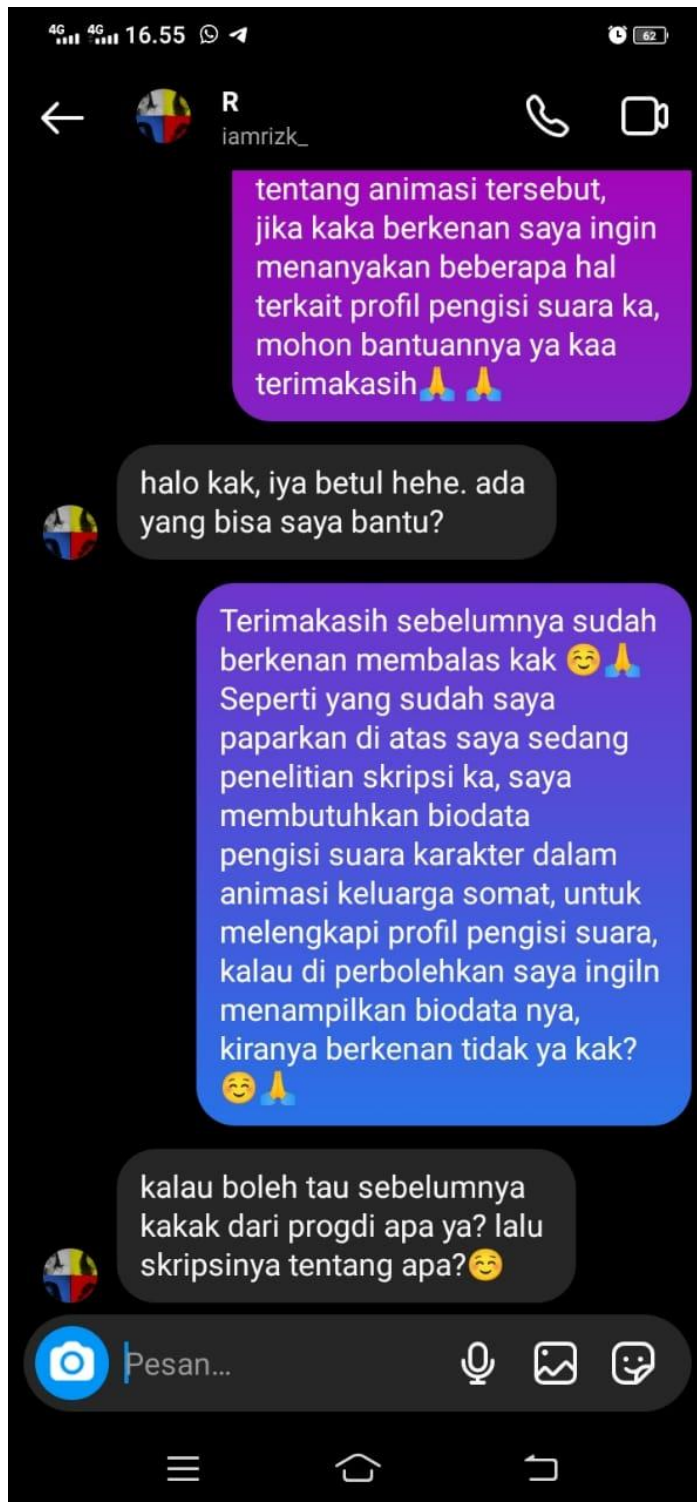 4G 4G 16.55 62
R
iamrizk_
tentang animasi tersebut,
jika kaka berkenan saya ingin
menanyakan beberapa hal
terkait profil pengisi suara ka,
mohon bantuannya ya kaa
terimakasih🙏 🙏
halo kak, iya betul hehe. ada
yang bisa saya bantu?
Terimakasih sebelumnya sudah
berkenan membalas kak ☺️🙏
Seperti yang sudah saya
paparkan di atas saya sedang
penelitian skripsi ka, saya
membutuhkan biodata
pengisi suara karakter dalam
animasi keluarga somat, untuk
melengkapi profil pengisi suara,
kalau di perbolehkan saya ingiln
menampilkan biodata nya,
kiranya berkenan tidak ya kak?
☺️🙏
kalau boleh tau sebelumnya
kakak dari progdi apa ya? lalu
skripsinya tentang apa?☺️
Pesan...